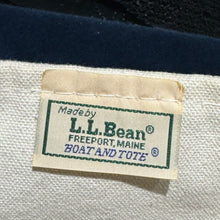 Made by
L.L.Bean®
FREEPORT, MAINE
BOAT AND TOTE ®